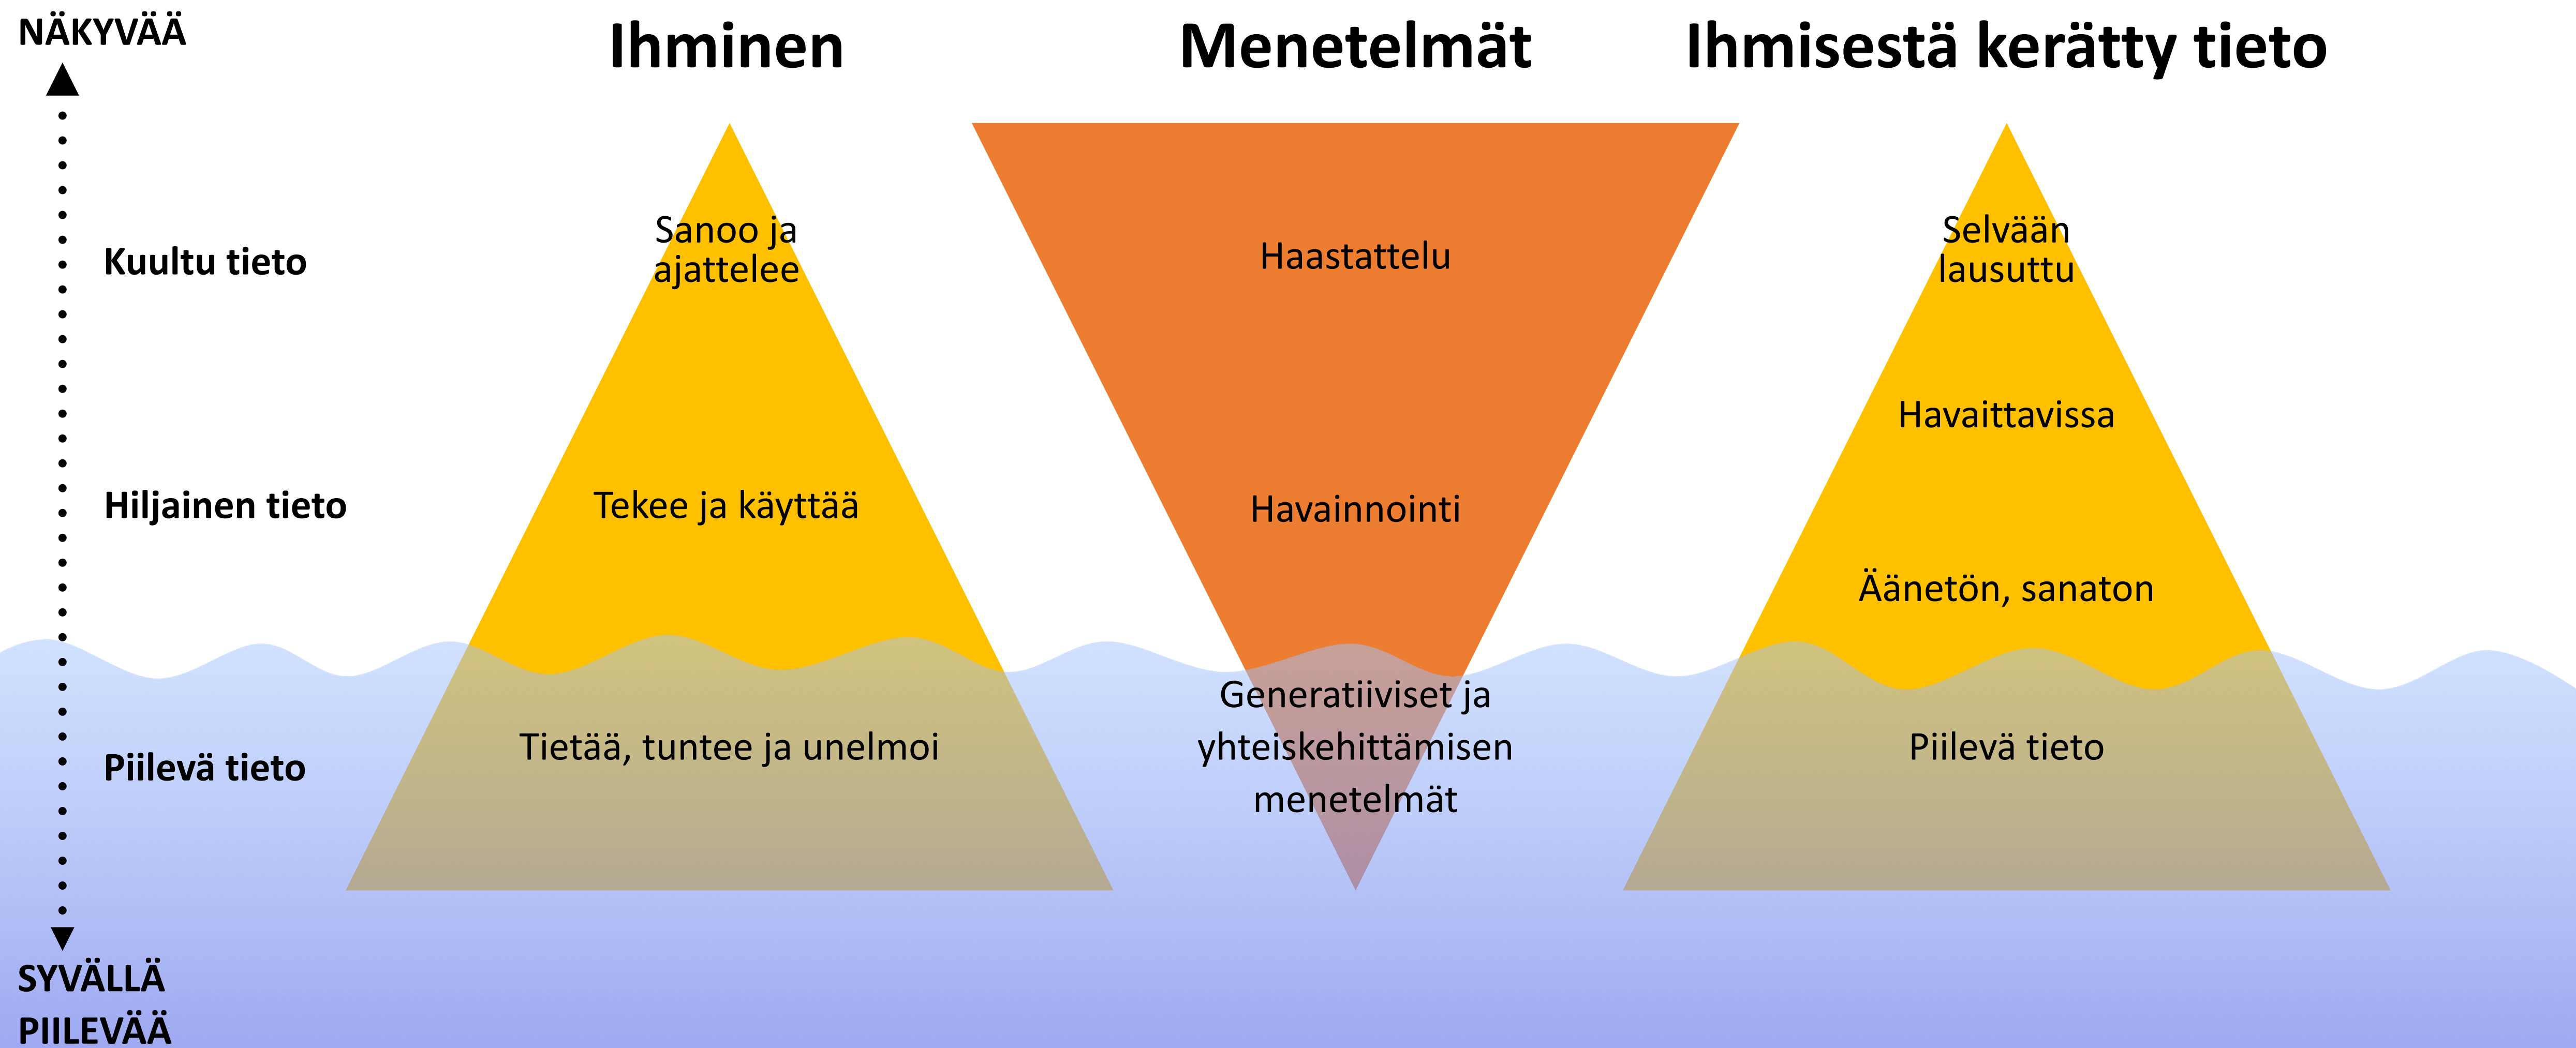 NÄKYVÄÄ
Ihminen
Menetelmät
Ihmisestä kerätty tieto
Kuultu tieto
Sanoo ja
ajattelee
Haastattelu
Selvään
lausuttu
Havaittavissa
Hiljainen tieto
Tekee ja käyttää
Havainnointi
Äänetön, sanaton
Piilevä tieto
Tietää, tuntee ja unelmoi
Generatiiviset ja
yhteiskehittämisen
menetelmät
Piilevä tieto
SYVÄLLÄ
PIILEVÄÄ